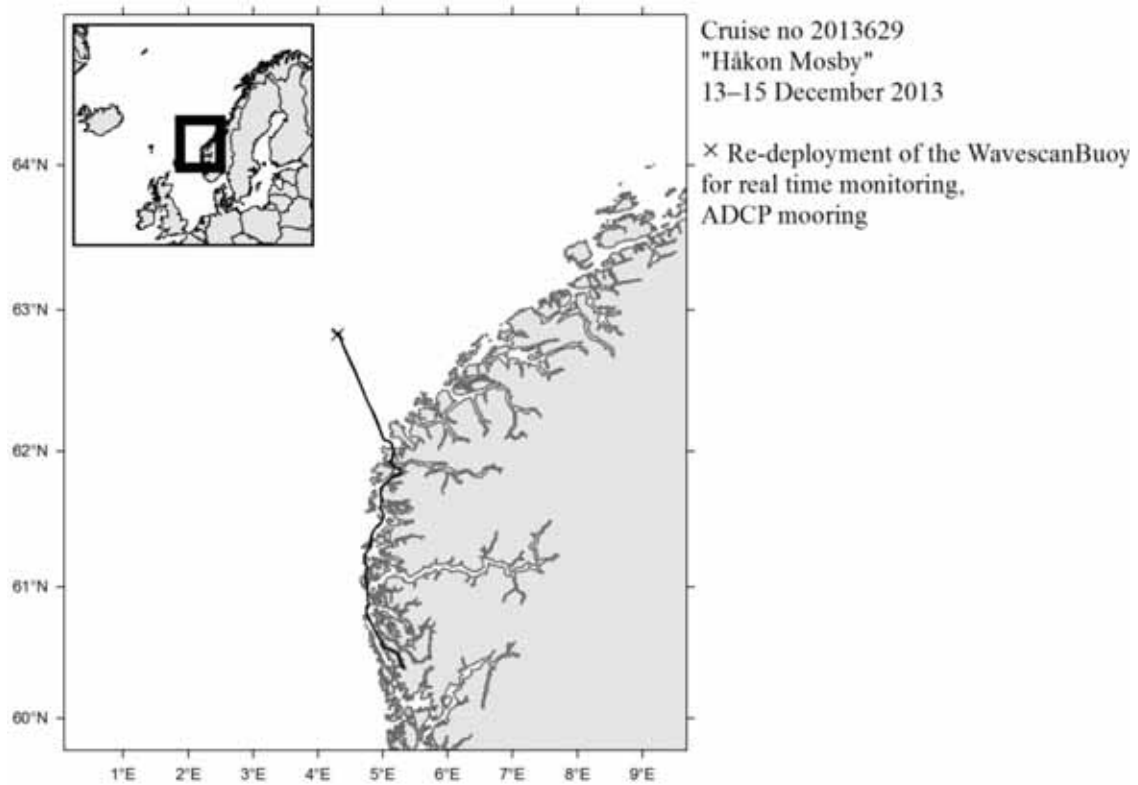 Cruise no 2013629
"Håkon Mosby"
13–15 December 2013
× Re-deployment of the WavescanBuoy
for real time monitoring,
ADCP mooring
64°N
63°N
62°N
61°N
60°N
1°E 2°E 3°E 4°E 5°E 6°E 7°E 8°E 9°E